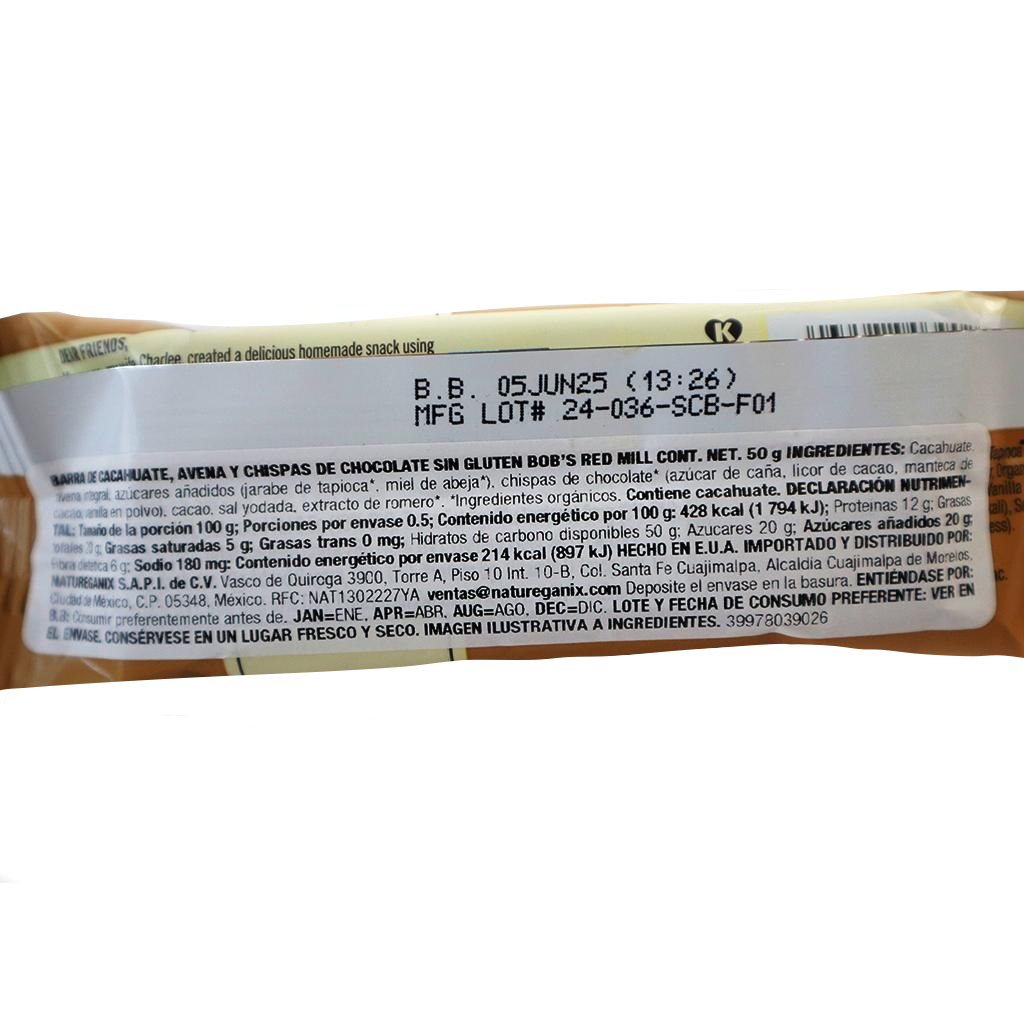 DEAR FRIENDS,
Charlee, created a delicious homemade snack using
K
B.B. 05JUN25 (13:26)
MFG LOT# 24-036-SCB-F01
BARRA DE CACAHUATE, AVENA Y CHISPAS DE CHOCOLATE SIN GLUTEN BOB'S RED MILL CONT. NET. 50 g INGREDIENTES: Cacahuate,
avena integral, azúcares añadidos (jarabe de tapioca*, miel de abeja*), chispas de chocolate* (azúcar de caña, licor de cacao, manteca de
cacao, vainilla en polvo), cacao, sal yodada, extracto de romero*. *Ingredientes orgánicos. Contiene cacahuate. DECLARACIÓN NUTRIMEN-
TAL: Tamaño de la porción 100 g; Porciones por envase 0.5; Contenido energético por 100 g: 428 kcal (1 794 kJ); Proteínas 12 g; Grasas
totales 20 g; Grasas saturadas 5 g; Grasas trans 0 mg; Hidratos de carbono disponibles 50 g; Azucares 20 g; Azúcares añadidos 20 g;
Fibra dietética 6 g; Sodio 180 mg; Contenido energético por envase 214 kcal (897 kJ) HECHO EN E.U.A. IMPORTADO Y DISTRIBUIDO POR:
NATUREGANIX S.A.P.I. de C.V. Vasco de Quiroga 3900, Torre A, Piso 10 Int. 10-B, Col. Santa Fe Cuajimalpa, Alcaldía Cuajimalpa de Morelos,
Ciudad de México, C.P. 05348, México. RFC: NAT1302227YA ventas@natureganix.com Deposite el envase en la basura. ENTIÉNDASE POR:
B.B: Consumir preferentemente antes de. JAN=ENE, APR=ABR, AUG=AGO, DEC=DIC. LOTE Y FECHA DE CONSUMO PREFERENTE: VER EN
EL ENVASE. CONSÉRVESE EN UN LUGAR FRESCO Y SECO. IMAGEN ILUSTRATIVA A INGREDIENTES. 39978039026